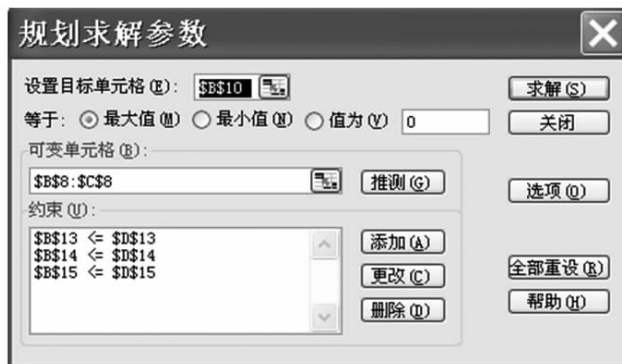 规划求解参数
设置目标单元格(E): $B$10 求解(S)
等于: 最大值(M) 最小值(N) 值为(V) 0 关闭
可变单元格(B):
$B$8:$C$8 推测(G) 选项(O)
约束(U):
$B$13 <= $D$13 添加(A)
$B$14 <= $D$14
$B$15 <= $D$15 更改(C) 全部重设(R)
删除(D) 帮助(H)